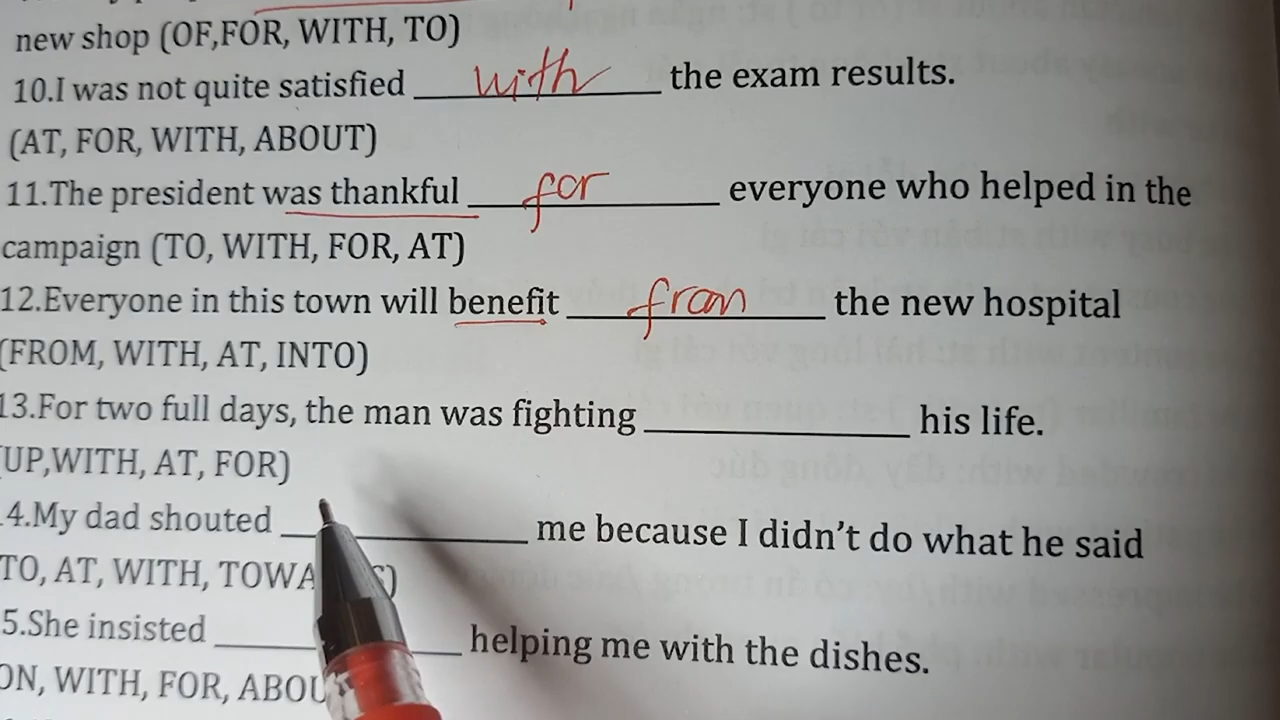 new shop (OF,FOR, WITH, TO)
10.I was not quite satisfied with the exam results.
(AT, FOR, WITH, ABOUT)
11.The president was thankful for everyone who helped in the
campaign (TO, WITH, FOR, AT)
12.Everyone in this town will benefit from the new hospital
(FROM, WITH, AT, INTO)
13.For two full days, the man was fighting his life.
(UP,WITH, AT, FOR)
4.My dad shouted me because I didn't do what he said
TO, AT, WITH,
5.She insisted helping me with the dishes.
ON, WITH, FOR,